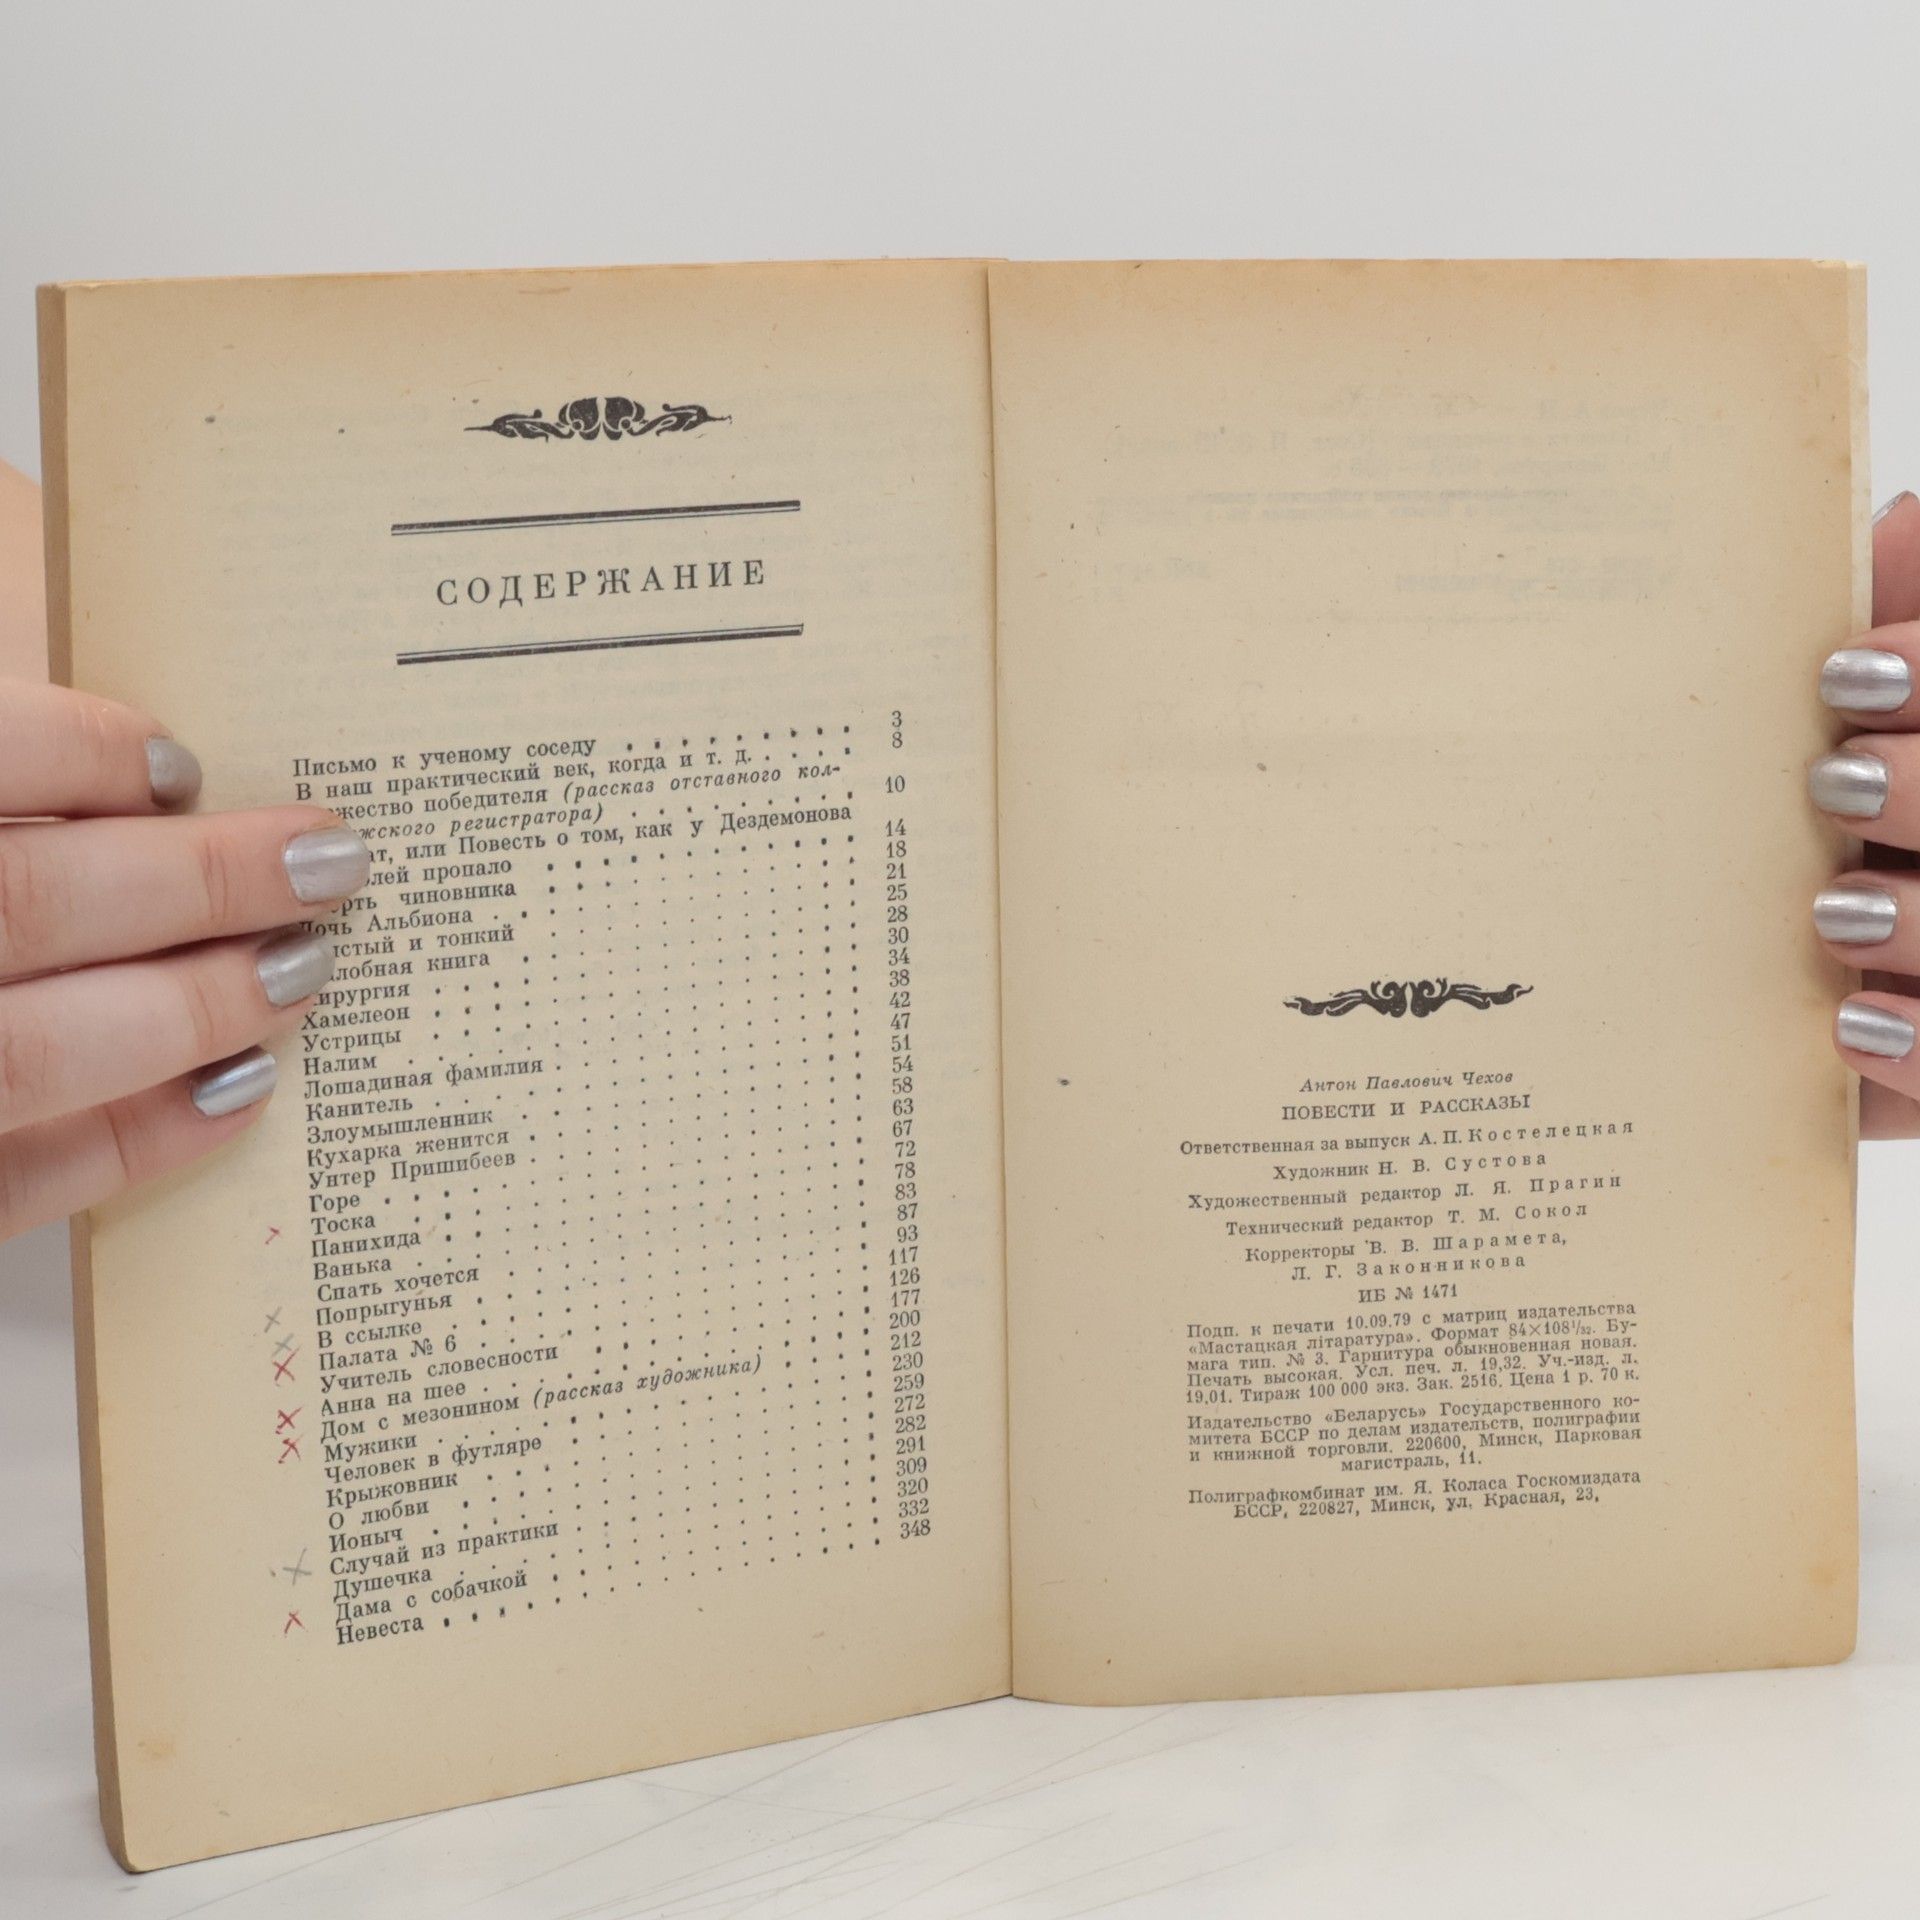 СОДЕРЖАНИЕ
Письмо к ученому соседу . . . . . . . . . 3
В наш практический век, когда и т. д. . . . . 8
победителя (рассказ отставного кол-
регистратора) . . . . . . . . 10
или Повесть о том, как у Дездемонова
пропало . . . . . . . . . . . 14
чиновника . . . . . . . . . . . 18
Дочь Альбиона . . . . . . . . . . . . 21
и тонкий . . . . . . . . . . . 25
книга . . . . . . . . . . . . 28
. . . . . . . . . . . . . . 30
Хамелеон . . . . . . . . . . . . . . 34
Устрицы . . . . . . . . . . . . . . 38
Налим . . . . . . . . . . . . . . . 42
Лошадиная фамилия . . . . . . . . . . . 47
Канитель . . . . . . . . . . . . . . 51
Злоумышленник . . . . . . . . . . . . 54
Кухарка женится . . . . . . . . . . . . 58
Унтер Пришибеев . . . . . . . . . . . . 63
Горе . . . . . . . . . . . . . . . . 67
Тоска . . . . . . . . . . . . . . . 72
Панихида . . . . . . . . . . . . . . 78
Ванька . . . . . . . . . . . . . . . 83
Спать хочется . . . . . . . . . . . . 87
Попрыгунья . . . . . . . . . . . . . 93
В ссылке . . . . . . . . . . . . . . 117
Палата № 6 . . . . . . . . . . . . . 126
Учитель словесности . . . . . . . . . . 177
Анна на шее . . . . . . . . . . . . . 200
Дом с мезонином (рассказ художника) . . . . 212
Мужики . . . . . . . . . . . . . . . 230
Человек в футляре . . . . . . . . . . . 259
Крыжовник . . . . . . . . . . . . . 272
О любви . . . . . . . . . . . . . . 282
Ионыч . . . . . . . . . . . . . . . 291
Случай из практики . . . . . . . . . . . 309
Душечка . . . . . . . . . . . . . . 320
Дама с собачкой . . . . . . . . . . . . 332
Невеста . . . . . . . . . . . . . . . 348
Антон Павлович Чехов
ПОВЕСТИ И РАССКАЗЫ
Ответственная за выпуск А. П. Костелецкая
Художник Н. В. Сустова
Художественный редактор Л. Я. Прагин
Технический редактор Т. М. Сокол
Корректоры В. В. Шарамета,
Л. Г. Законникова
ИБ № 1471
Подп. к печати 10.09.79 с матриц издательства
«Мастацкая літаратура». Формат 84×108¹/₃₂. Бу-
мага тип. № 3. Гарнитура обыкновенная новая.
Печать высокая. Усл. печ. л. 19,32. Уч.-изд. л.
19,01. Тираж 100 000 экз. Зак. 2516. Цена 1 р. 70 к.
Издательство «Беларусь» Государственного ко-
митета БССР по делам издательств, полиграфии
и книжной торговли. 220600, Минск, Парковая
магистраль, 11.
Полиграфкомбинат им. Я. Коласа Госкомиздата
БССР, 220827, Минск, ул. Красная, 23.